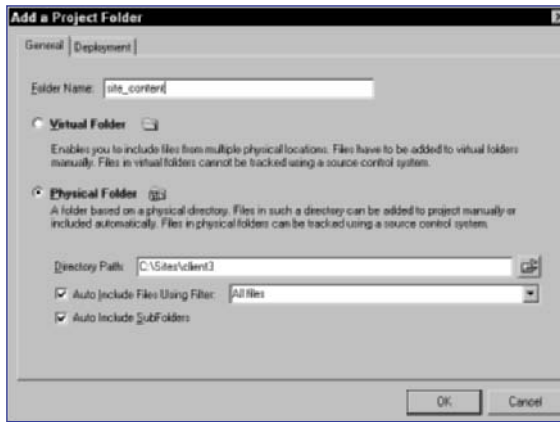 Add a Project Folder
General Deployment
Folder Name: site_content
Virtual Folder
Enables you to include files from multiple physical locations. Files have to be added to virtual folders
manually. Files in virtual folders cannot be tracked using a source control system.
Physical Folder
A folder based on a physical directory. Files in such a directory can be added to project manually or
included automatically. Files in physical folders can be tracked using a source control system.
Directory Path: C:\Sites\client3
Auto Include Files Using Filter: All files
Auto Include SubFolders
OK Cancel